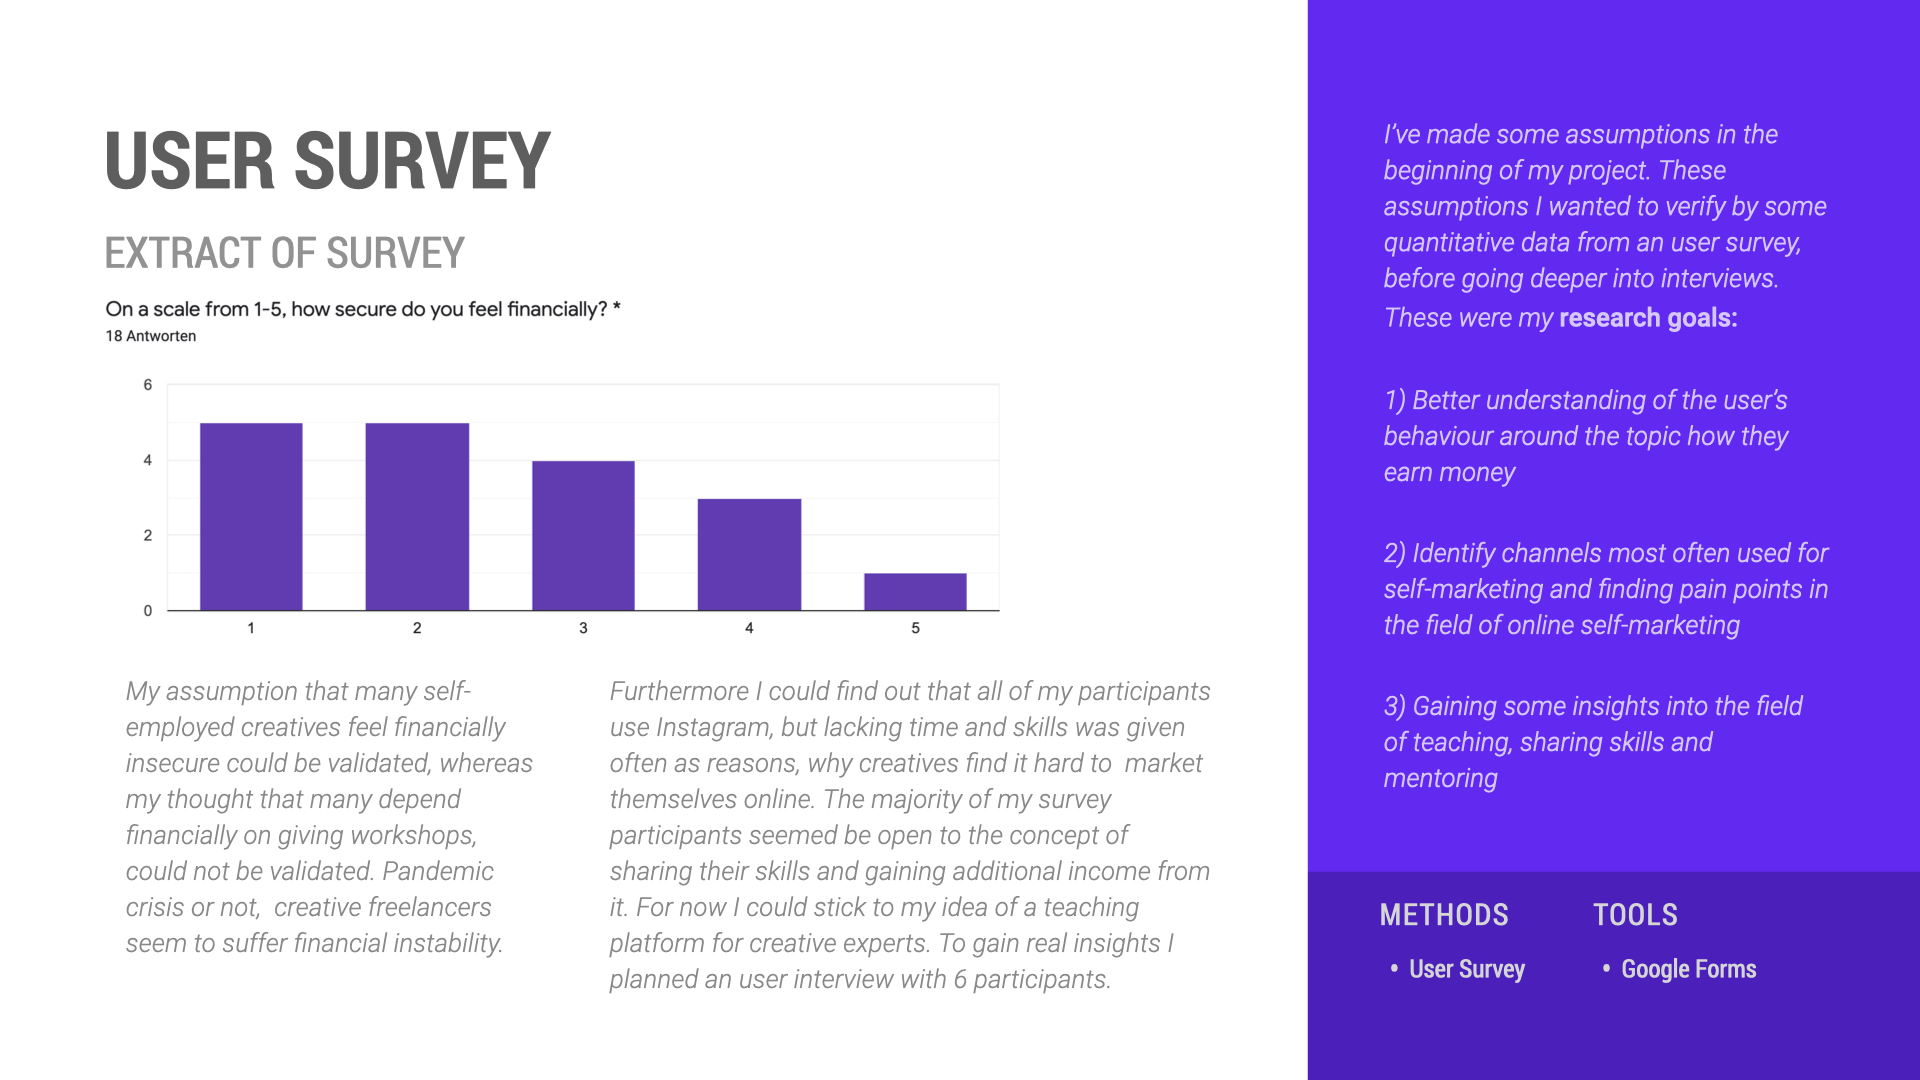 USER SURVEY
EXTRACT OF SURVEY
On a scale from 1-5, how secure do you feel financially? *
18 Antworten
6
4
2
0
1 2 3 4 5
My assumption that many self-
employed creatives feel financially
insecure could be validated, whereas
my thought that many depend
financially on giving workshops,
could not be validated. Pandemic
crisis or not,  creative freelancers
seem to suffer financial instability.
Furthermore I could find out that all of my participants
use Instagram, but lacking time and skills was given
often as reasons, why creatives find it hard to  market
themselves online. The majority of my survey
participants seemed be open to the concept of
sharing their skills and gaining additional income from
it. For now I could stick to my idea of a teaching
platform for creative experts. To gain real insights I
planned an user interview with 6 participants.
I’ve made some assumptions in the
beginning of my project. These
assumptions I wanted to verify by some
quantitative data from an user survey,
before going deeper into interviews.
These were my research goals:
1) Better understanding of the user’s
behaviour around the topic how they
earn money
2) Identify channels most often used for
self-marketing and finding pain points in
the field of online self-marketing
3) Gaining some insights into the field
of teaching, sharing skills and
mentoring
METHODS
• User Survey
TOOLS
• Google Forms